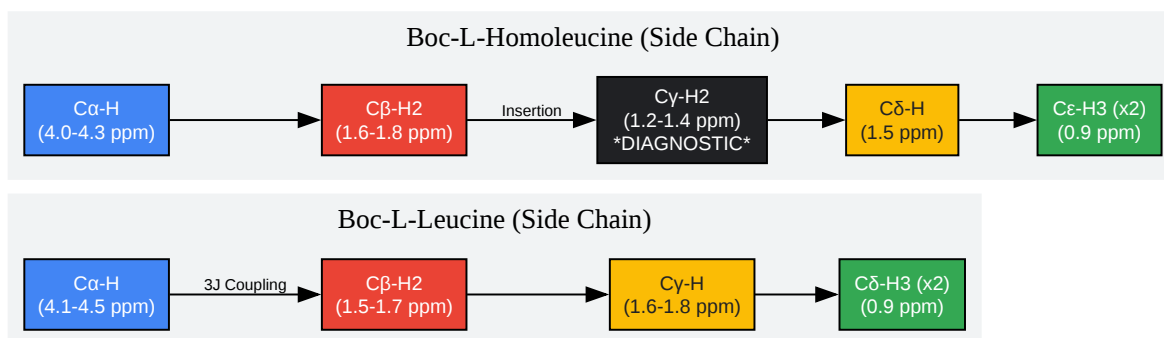 Boc-L-Homoleucine (Side Chain)
Cα-H
(4.0-4.3 ppm)
Cβ-H2
(1.6-1.8 ppm)
Insertion
Cγ-H2
(1.2-1.4 ppm)
*DIAGNOSTIC*
Cδ-H
(1.5 ppm)
Cε-H3 (x2)
(0.9 ppm)
Boc-L-Leucine (Side Chain)
Cα-H
(4.1-4.5 ppm)
3J Coupling
Cβ-H2
(1.5-1.7 ppm)
Cγ-H
(1.6-1.8 ppm)
Cδ-H3 (x2)
(0.9 ppm)